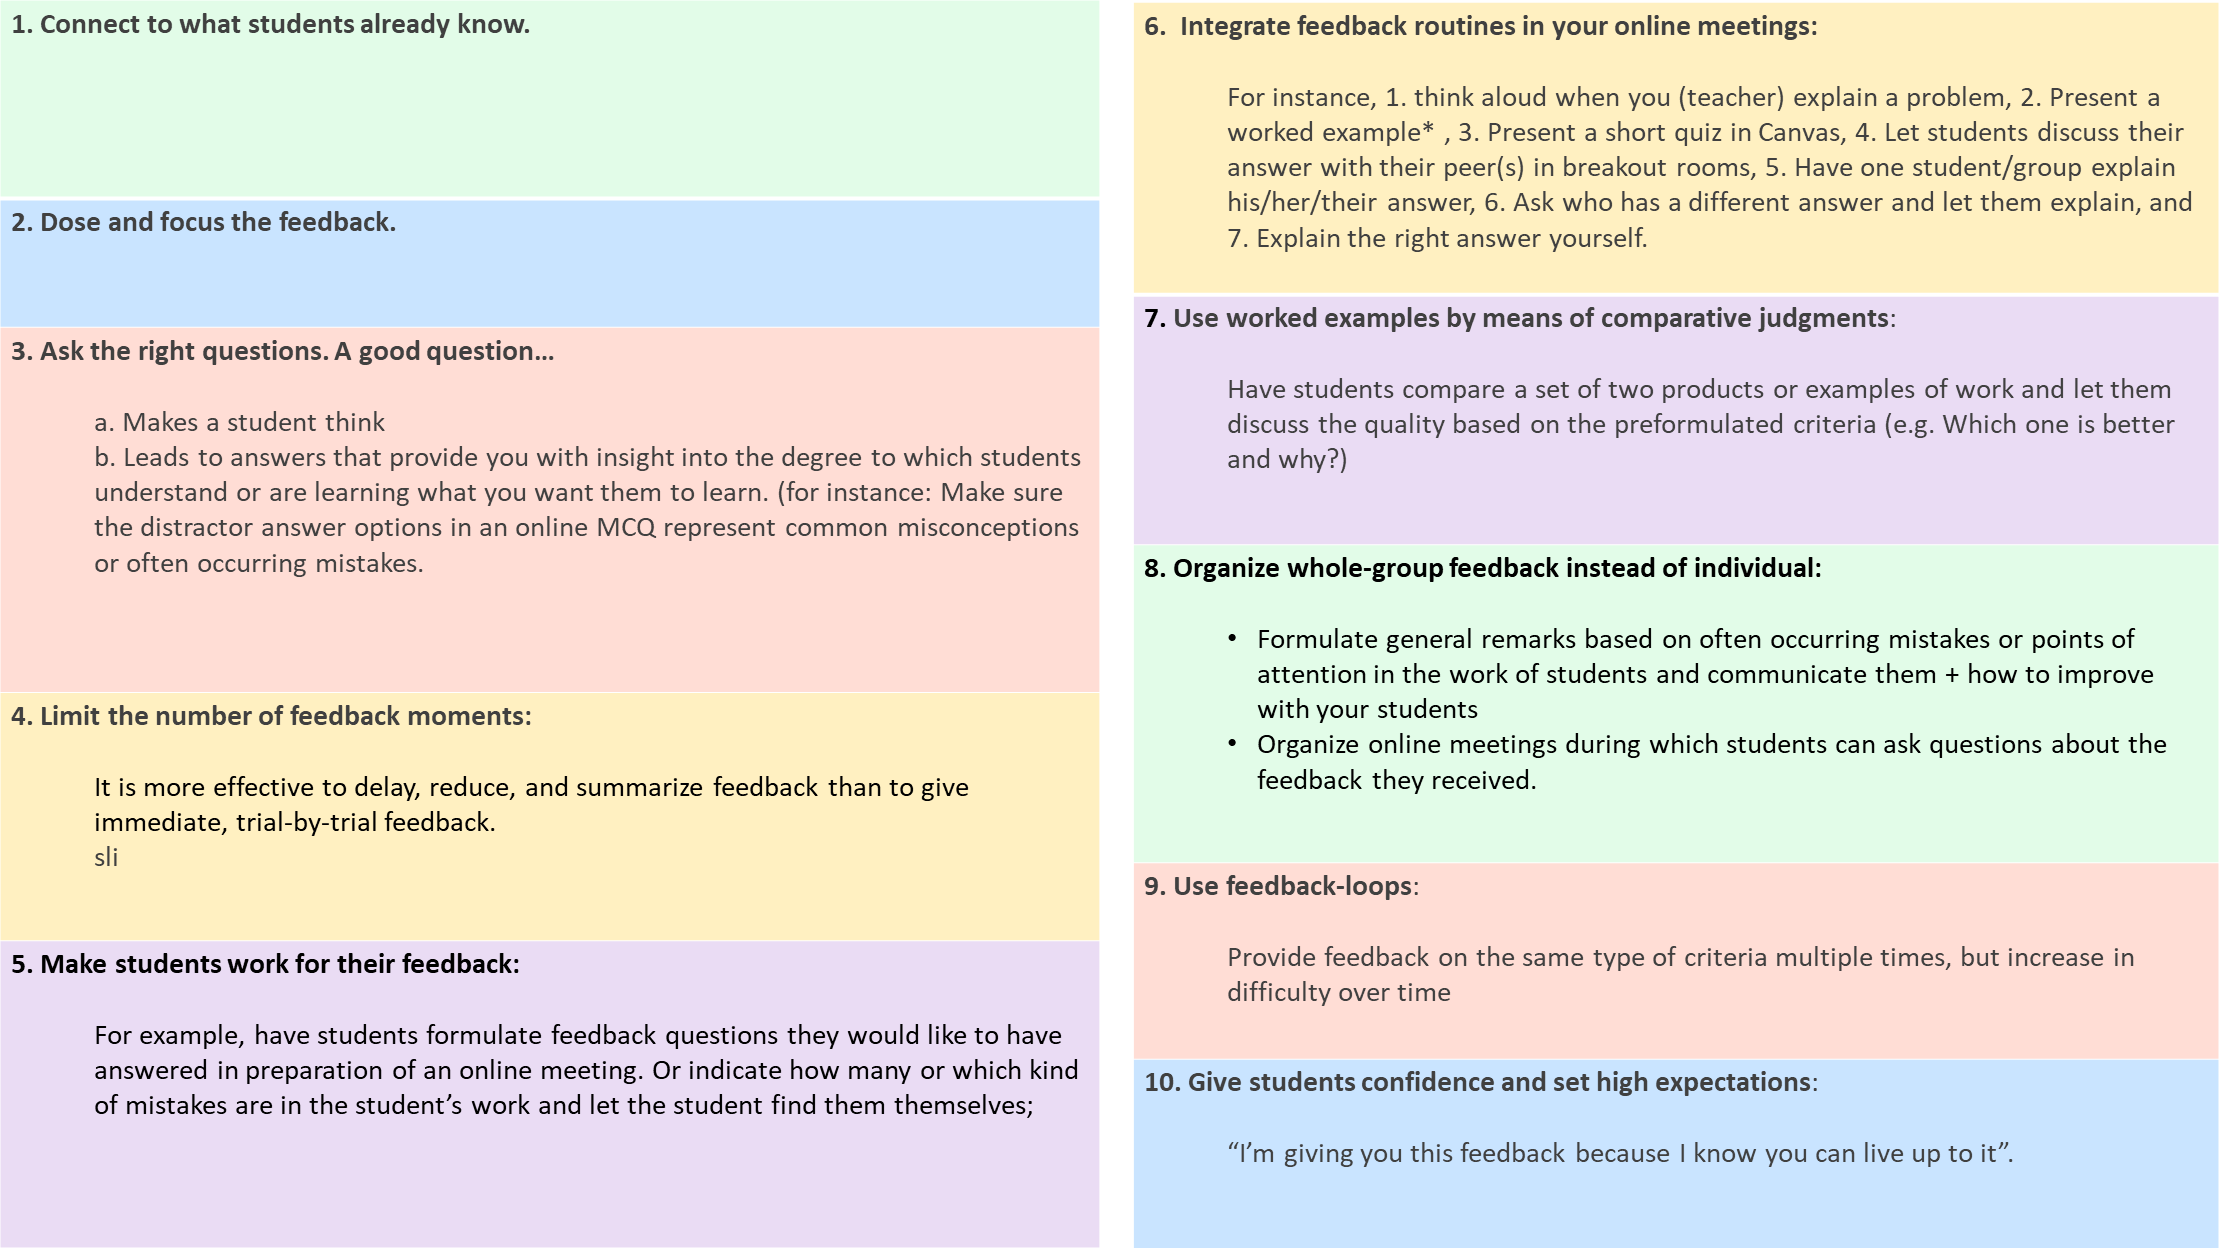 1. Connect to what students already know.
2. Dose and focus the feedback.
3. Ask the right questions. A good question…
a. Makes a student think
b. Leads to answers that provide you with insight into the degree to which students
understand or are learning what you want them to learn. (for instance: Make sure
the distractor answer options in an online MCQ represent common misconceptions
or often occurring mistakes.
4. Limit the number of feedback moments:
It is more effective to delay, reduce, and summarize feedback than to give
immediate, trial-by-trial feedback.
sli
5. Make students work for their feedback:
For example, have students formulate feedback questions they would like to have
answered in preparation of an online meeting. Or indicate how many or which kind
of mistakes are in the student’s work and let the student find them themselves;
6. Integrate feedback routines in your online meetings:
For instance, 1. think aloud when you (teacher) explain a problem, 2. Present a
worked example* , 3. Present a short quiz in Canvas, 4. Let students discuss their
answer with their peer(s) in breakout rooms, 5. Have one student/group explain
his/her/their answer, 6. Ask who has a different answer and let them explain, and
7. Explain the right answer yourself.
7. Use worked examples by means of comparative judgments:
Have students compare a set of two products or examples of work and let them
discuss the quality based on the preformulated criteria (e.g. Which one is better
and why?)
8. Organize whole-group feedback instead of individual:
• Formulate general remarks based on often occurring mistakes or points of
attention in the work of students and communicate them + how to improve
with your students
• Organize online meetings during which students can ask questions about the
feedback they received.
9. Use feedback-loops:
Provide feedback on the same type of criteria multiple times, but increase in
difficulty over time
10. Give students confidence and set high expectations:
“I’m giving you this feedback because I know you can live up to it”.